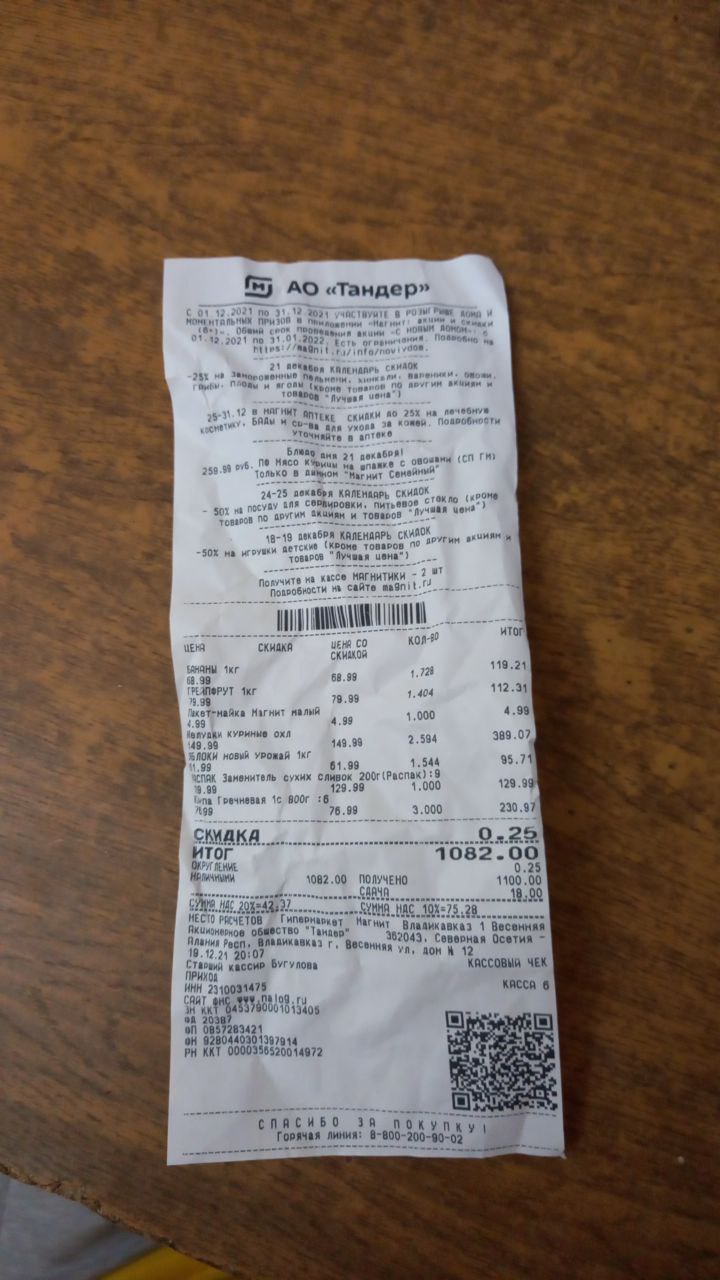 М АО «Тандер»
С 01.12.2021 по 31.12.2021 УЧАСТВУЙТЕ В РОЗЫГРЫШЕ ДОМА И
МОМЕНТАЛЬНЫХ ПРИЗОВ в приложении «Магнит: акции и скидки
(6+)». Общий срок проведения акции «С НОВЫМ ДОМОМ»: с
01.12.2021 по 31.01.2022. Есть ограничения. Подробно на
https://magnit.ru/info/noviydom.
21 декабря КАЛЕНДАРЬ СКИДОК
-25% на Замороженные пельмени, хинкали, вареники, овощи,
грибы, плоды и ягоды (кроме товаров по другим акциям и
товаров "Лучшая цена")
25-31.12 в МАГНИТ АПТЕКЕ СКИДКИ до 25% на лечебную
косметику, БАДы и ср-ва для ухода за кожей. Подробности
уточняйте в аптеке
Блюдо дня 21 декабря!
259.99 руб. ПФ Мясо Курицы на шпажке с овощами (СП ГМ)
Только в данном "Магнит Семейный"
24-25 декабря КАЛЕНДАРЬ СКИДОК
- 50% на посуду для сервировки, питьевое стекло (кроме
товаров по другим акциям и товаров "Лучшая цена")
18-19 декабря КАЛЕНДАРЬ СКИДОК
-50% на игрушки детские (кроме товаров по другим акциям и
товаров "Лучшая цена")
Получите на кассе МАГНИТИКИ - 2 шт
Подробности на сайте magnit.ru
ЦЕНА СКИДКА ЦЕНА СО СКИДКОЙ КОЛ-ВО ИТОГ
БАНАНЫ 1кг
68.99 68.99 1.728 119.21
ГРЕЙПФРУТ 1кг
79.99 79.99 1.404 112.31
Пакет-майка Магнит малый
4.99 4.99 1.000 4.99
Желудки куриные охл
149.99 149.99 2.594 389.07
ЯБЛОКИ новый урожай 1кг
61.99 61.99 1.544 95.71
РАСПАК Заменитель сухих сливок 200г(Распак):9
129.99 1.000 129.99
Крупа Гречневая 1с 800г :6
76.99 3.000 230.97
СКИДКА 0.25
ИТОГ 1082.00
ОКРУГЛЕНИЕ 0.25
НАЛИЧНЫМИ 1082.00 ПОЛУЧЕНО 1100.00
СДАЧА 18.00
СУММА НДС 20%=42.37 СУММА НДС 10%=75.28
МЕСТО РАСЧЕТОВ Гипермаркет Магнит Владикавказ 1 Весенняя
Акционерное общество "Тандер" 362043, Северная Осетия -
Алания Респ, Владикавказ г, Весенняя ул, дом № 12
19.12.21 20:07
Старший кассир Бугулова КАССОВЫЙ ЧЕК
ПРИХОД
ИНН 2310031475 КАССА 6
САЙТ ФНС www.nalog.ru
ЗН ККТ 0453790001013405
ФД 20387
ФП 0857283421
ФН 9280440301397914
РН ККТ 0000356520014972
СПАСИБО ЗА ПОКУПКУ!
Горячая линия: 8-800-200-90-02